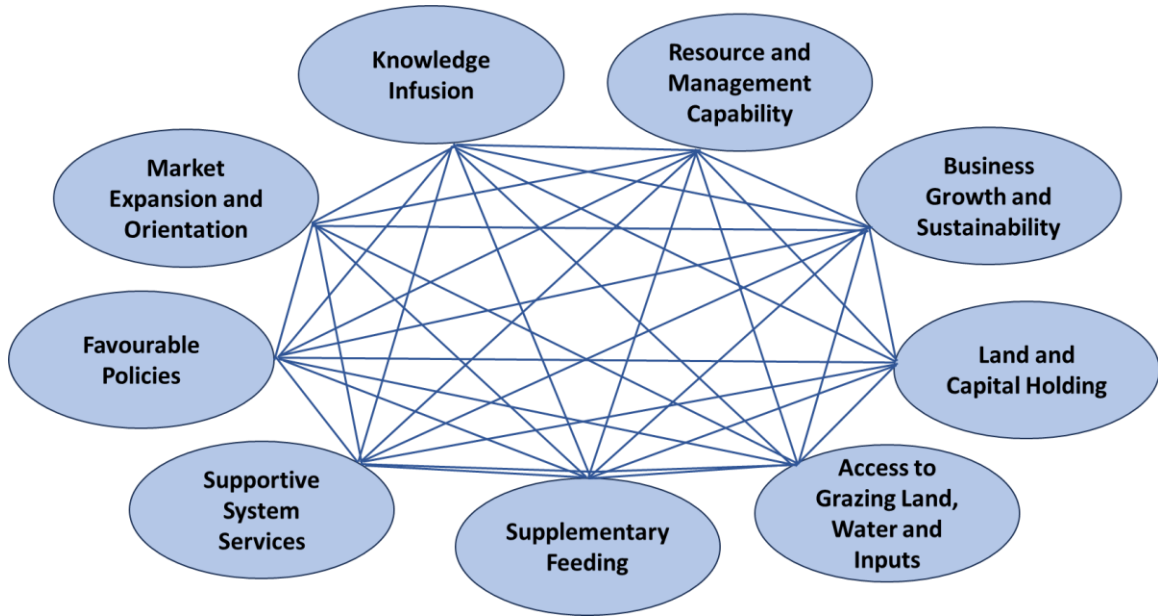 Knowledge
Infusion
Resource and
Management
Capability
Market
Expansion and
Orientation
Business
Growth and
Sustainability
Favourable
Policies
Land and
Capital Holding
Supportive
System
Services
Supplementary
Feeding
Access to
Grazing Land,
Water and
Inputs